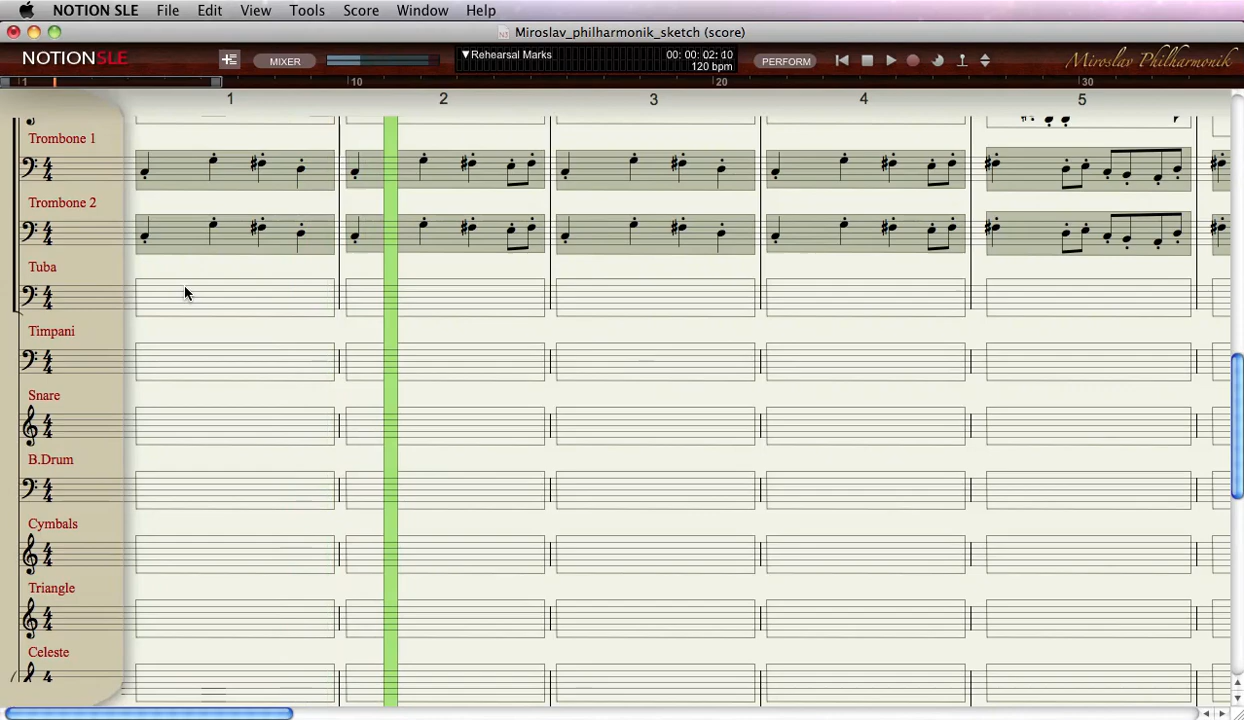 NOTION SLE File Edit View Tools Score Window Help
Miroslav_philharmonik_sketch (score)
NOTIONSLE MIXER ▼Rehearsal Marks 00: 00: 02:10 PERFORM Miroslav Philharmonik
120 bpm
1 10 20 30
1 2 3 4 5
Trombone 1
Trombone 2
Tuba
Timpani
Snare
B.Drum
Cymbals
Triangle
Celeste